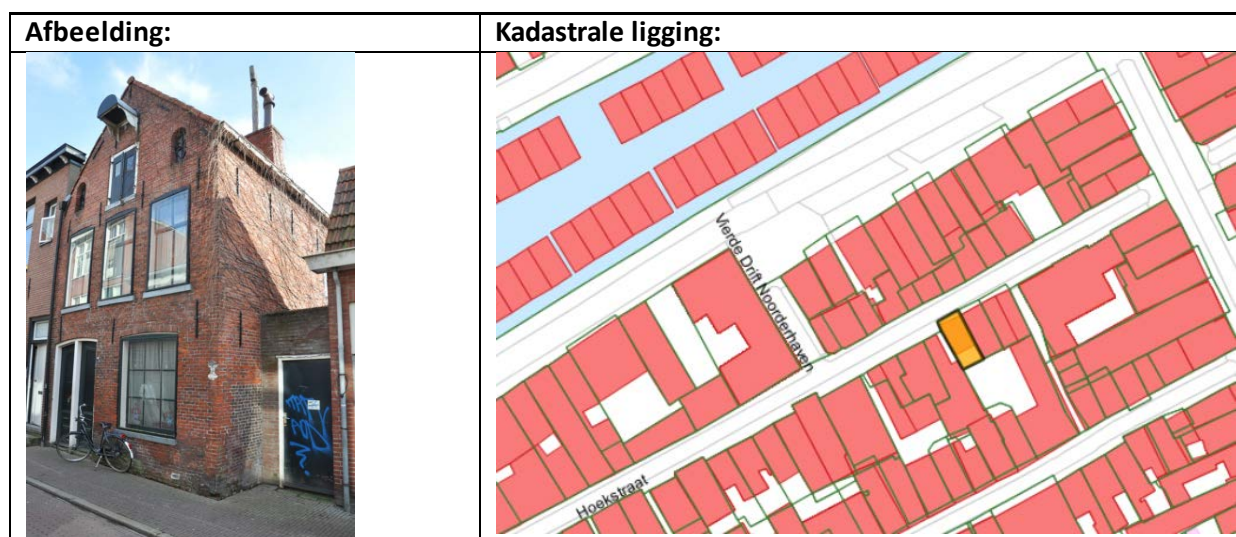 Afbeelding:
Kadastrale ligging:
Vierde Drift Noorderhaven
Hoekstraat